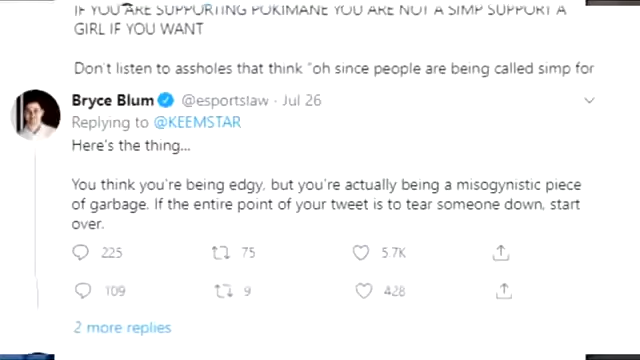 IF YOU ARE SUPPORTING POKIMANE YOU ARE NOT A SIMP SUPPORT A
GIRL IF YOU WANT
Don't listen to assholes that think "oh since people are being called simp for
Bryce Blum @esportslaw · Jul 26
Replying to @KEEMSTAR
Here's the thing...
You think you're being edgy, but you're actually being a misogynistic piece
of garbage. If the entire point of your tweet is to tear someone down, start
over.
225 75 5.7K
109 9 428
2 more replies